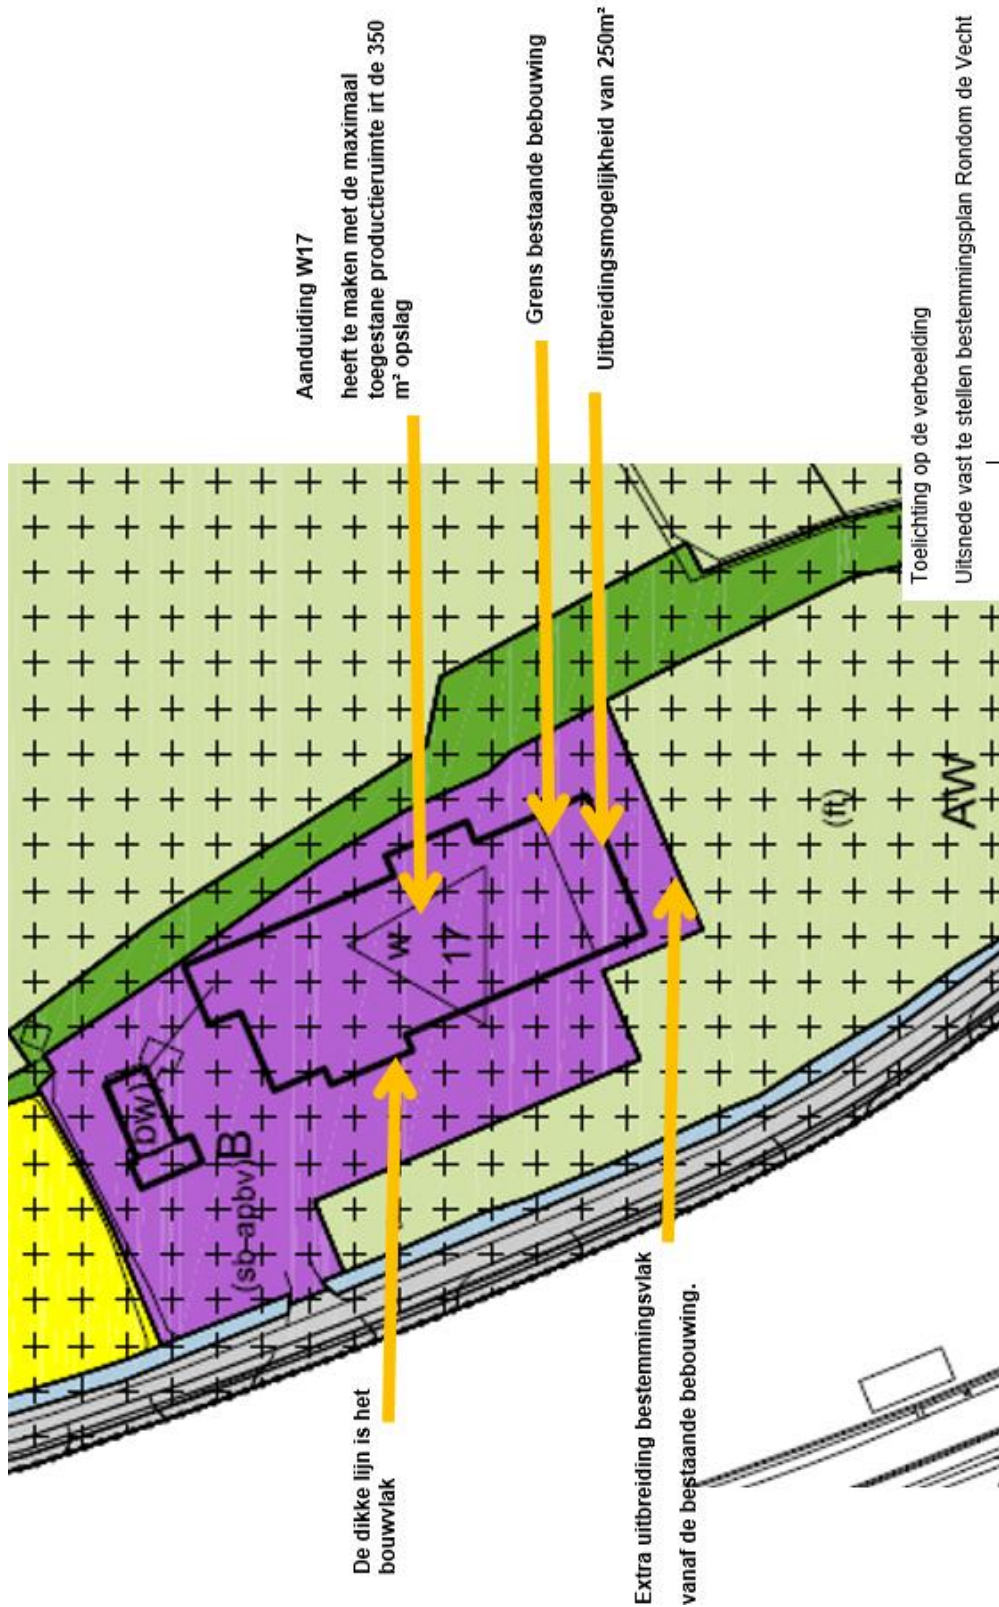 Aanduiding W17
heeft te maken met de maximaal
toegestane productieruimte irt de 350
m² opslag
Grens bestaande bebouwing
Uitbreidingsmogelijkheid van 250m²
(bw)
(sb-apbv)B
w
17
(ft)
AW
De dikke lijn is het
bouwvlak
Extra uitbreiding bestemmingsvlak
vanaf de bestaande bebouwing.
Toelichting op de verbeelding
Uitsnede vast te stellen bestemmingsplan Rondom de Vecht